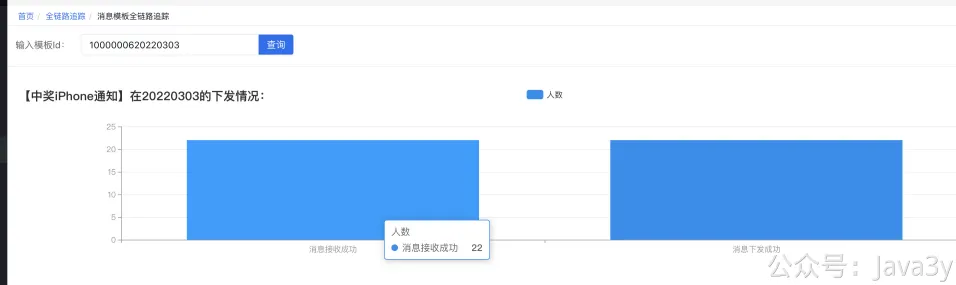 首页 / 全链路追踪 / 消息模板全链路追踪
输入模板Id： 1000000620220303 查询
【中奖iPhone通知】在20220303的下发情况： 人数
25
20
15
10
5
0
人数
消息接收成功 22
消息接收成功 消息下发成功
公众号：Java3y